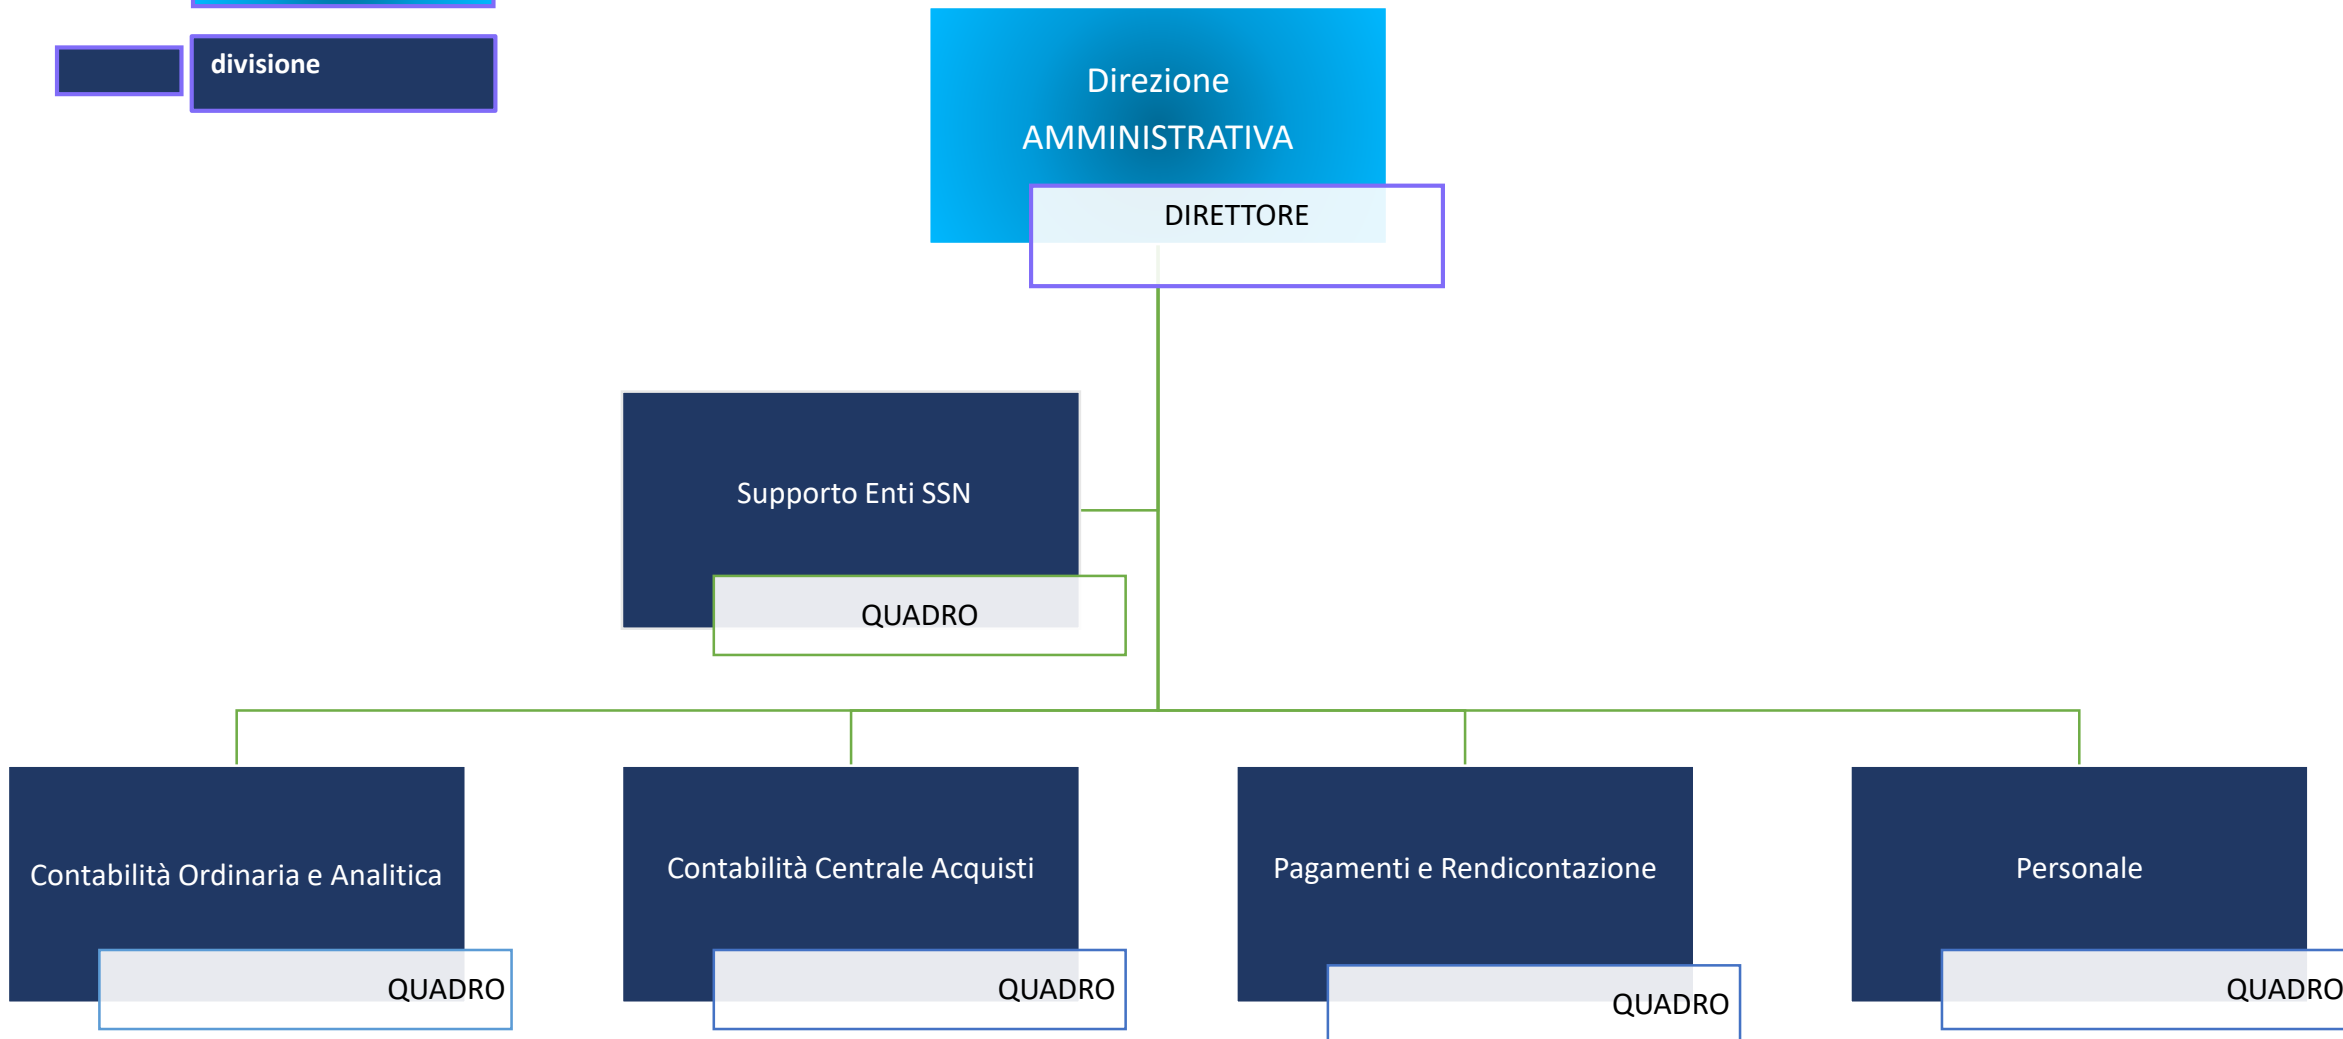 divisione
Direzione
AMMINISTRATIVA
DIRETTORE
Supporto Enti SSN
QUADRO
Contabilità Ordinaria e Analitica
QUADRO
Contabilità Centrale Acquisti
QUADRO
Pagamenti e Rendicontazione
QUADRO
Personale
QUADRO